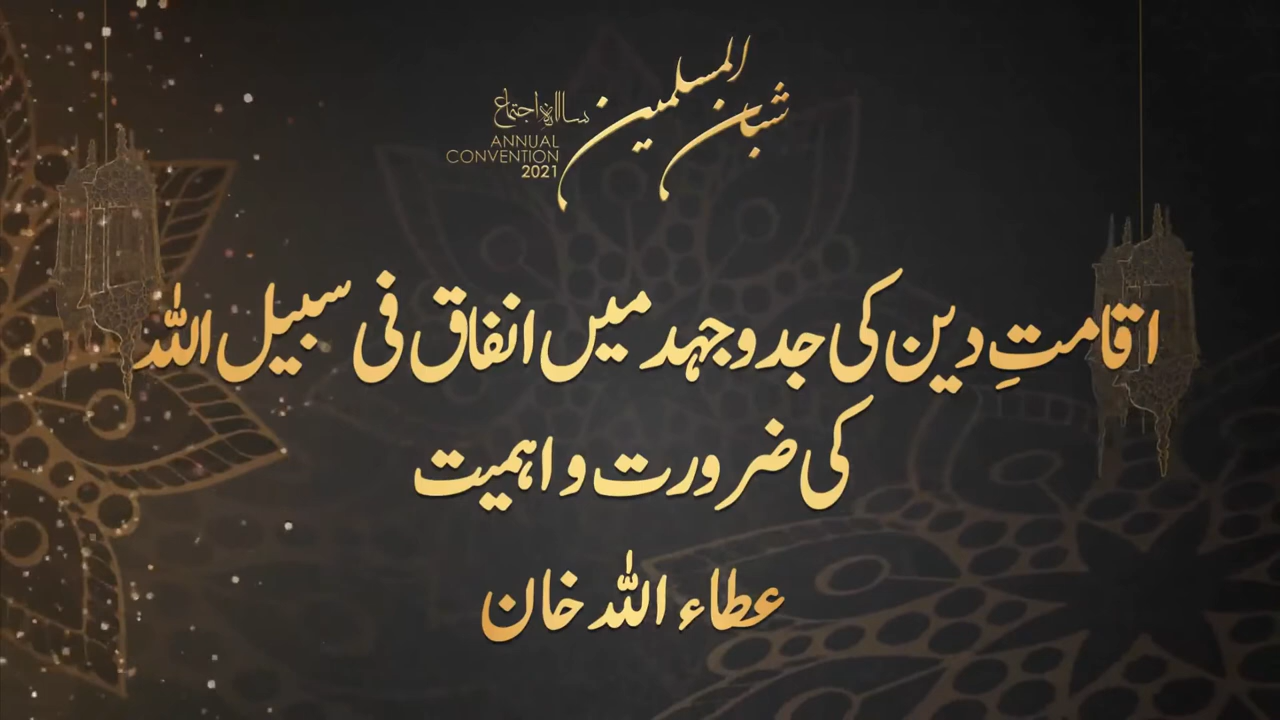 شبان المسلمین
سالانہ اجتماع
ANNUAL
CONVENTION
2021
اقامتِ دین کی جدوجہد میں انفاق فی سبیل اللہ
کی ضرورت و اہمیت
عطاء اللہ خان